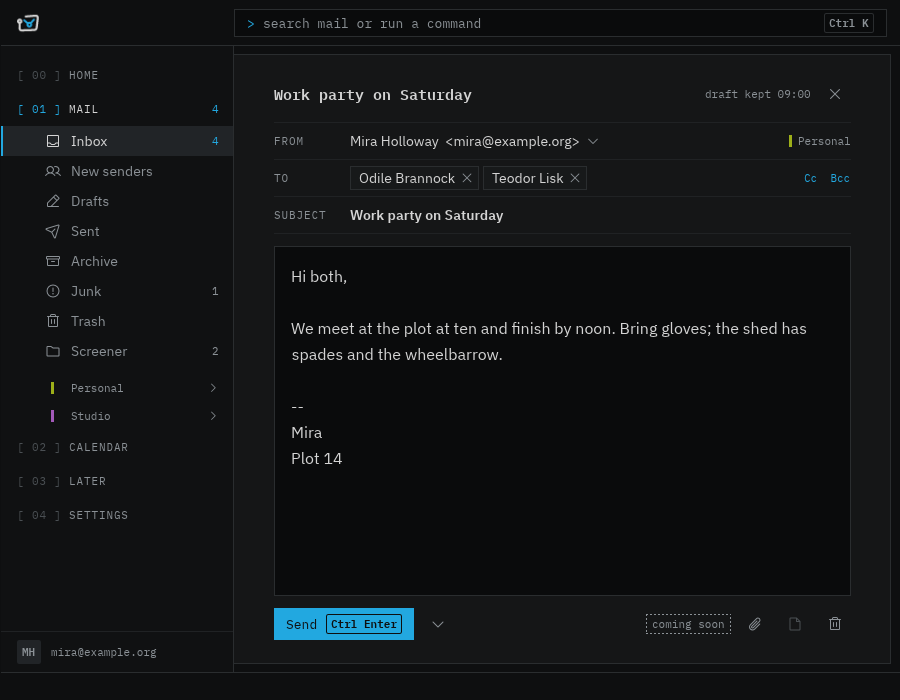 > search mail or run a command Ctrl K
[ 00 ] HOME
[ 01 ] MAIL 4
Inbox 4
New senders
Drafts
Sent
Archive
Junk 1
Trash
Screener 2
Personal
Studio
[ 02 ] CALENDAR
[ 03 ] LATER
[ 04 ] SETTINGS
MH mira@example.org
Work party on Saturday draft kept 09:00
FROM Mira Holloway <mira@example.org> Personal
TO Odile Brannock Teodor Lisk Cc Bcc
SUBJECT Work party on Saturday
Hi both,
We meet at the plot at ten and finish by noon. Bring gloves; the shed has
spades and the wheelbarrow.
--
Mira
Plot 14
Send Ctrl Enter coming soon